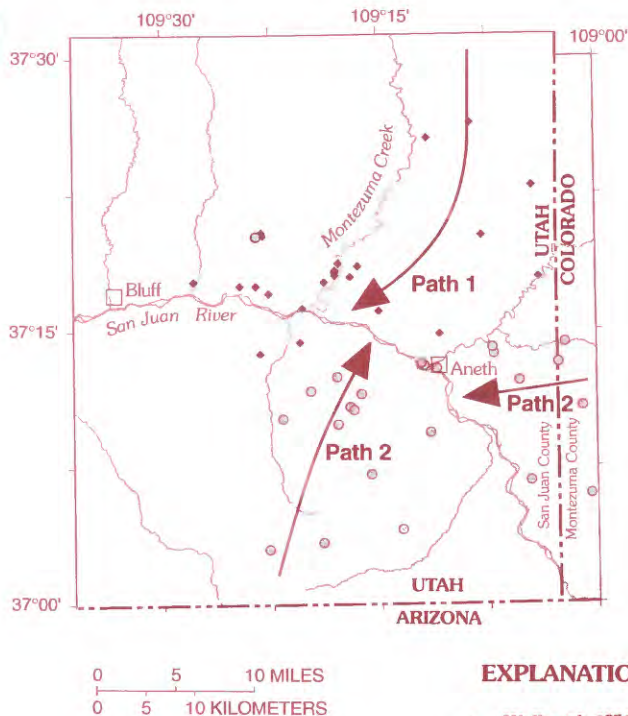 109°30'
109°15'
109°00'
37°30'
Montezuma Creek
UTAH
COLORADO
Path 1
Bluff
San Juan River
37°15'
Aneth
Path 2
Path 2
San Juan County
Montezuma County
37°00'
UTAH
ARIZONA
0 5 10 MILES
0 5 10 KILOMETERS
EXPLANATIO